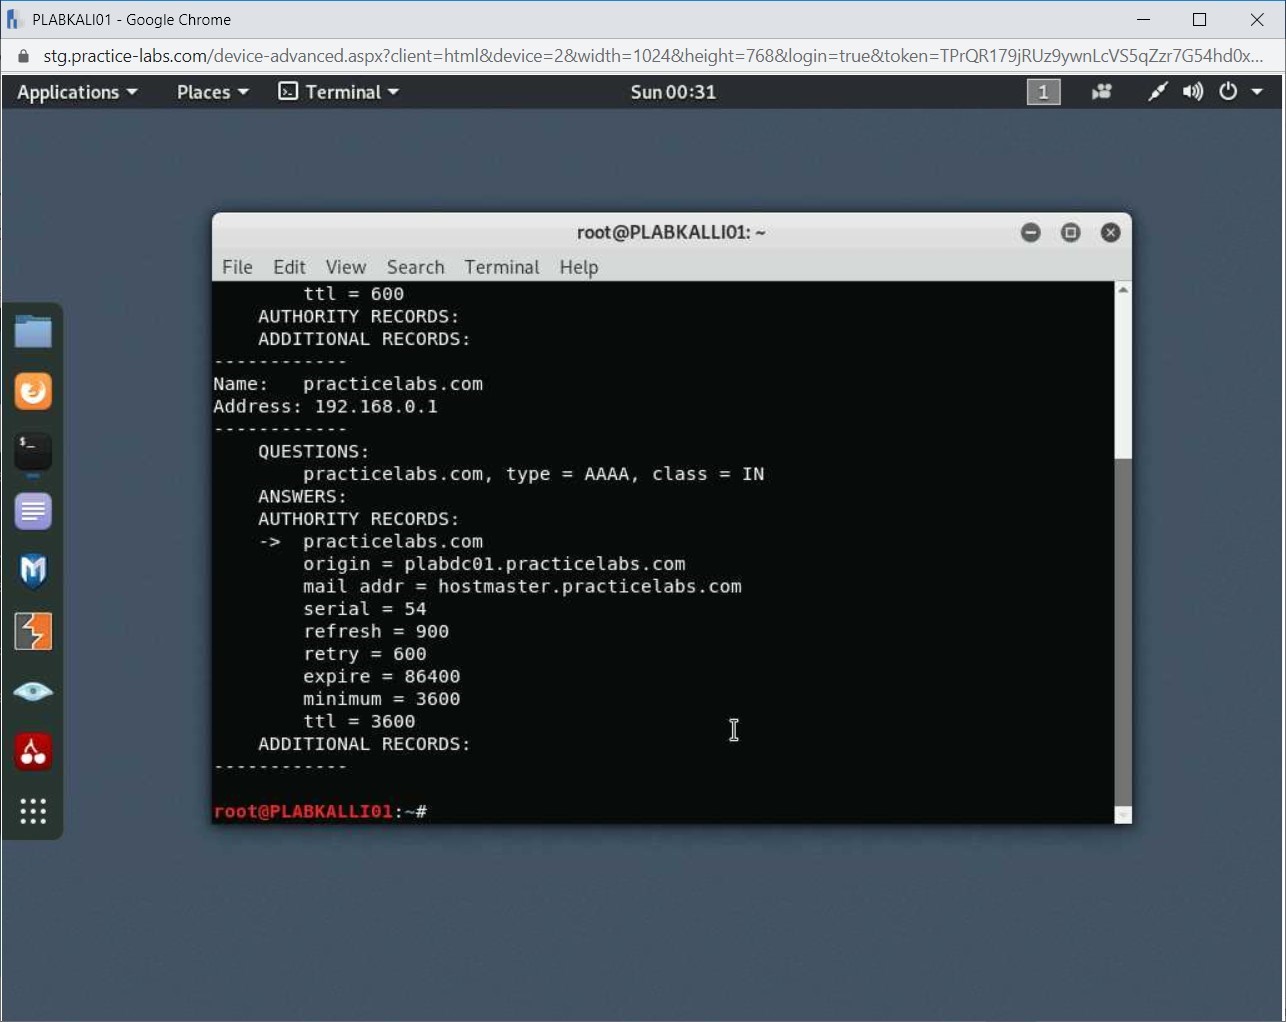 PLABKALI01 - Google Chrome
stg.practice-labs.com/device-advanced.aspx?client=html&device=2&width=1024&height=768&login=true&token=TPrQR179jRUz9ywnLcVS5qZzr7G54hd0x...
Applications Places Terminal Sun 00:31 1
root@PLABKALLI01: ~
File Edit View Search Terminal Help
ttl = 600
AUTHORITY RECORDS:
ADDITIONAL RECORDS:
------------
Name: practicelabs.com
Address: 192.168.0.1
------------
QUESTIONS:
practicelabs.com, type = AAAA, class = IN
ANSWERS:
AUTHORITY RECORDS:
-> practicelabs.com
origin = plabdc01.practicelabs.com
mail addr = hostmaster.practicelabs.com
serial = 54
refresh = 900
retry = 600
expire = 86400
minimum = 3600
ttl = 3600
ADDITIONAL RECORDS:
------------
root@PLABKALLI01:~#
$_